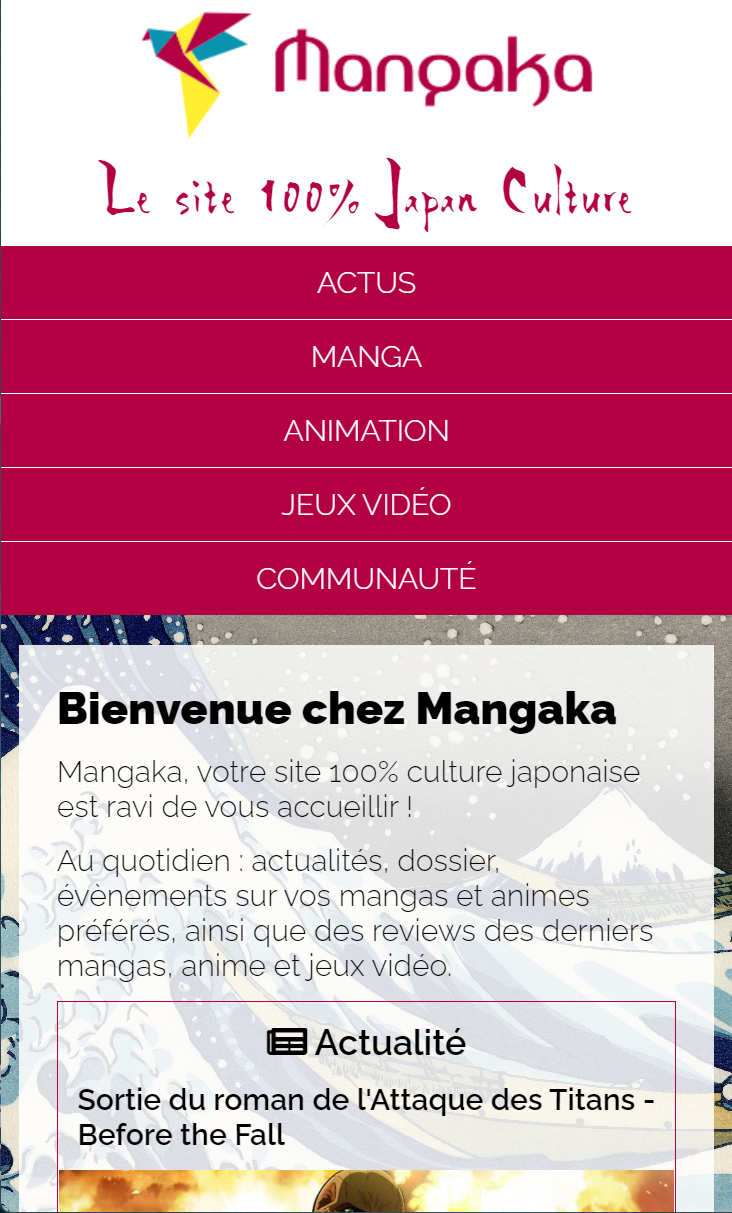 Mangaka
Le site 100% Japan Culture
ACTUS
MANGA
ANIMATION
JEUX VIDÉO
COMMUNAUTÉ
Bienvenue chez Mangaka
Mangaka, votre site 100% culture japonaise
est ravi de vous accueillir !
Au quotidien : actualités, dossier,
évènements sur vos mangas et animes
préférés, ainsi que des reviews des derniers
mangas, anime et jeux vidéo.
Actualité
Sortie du roman de l'Attaque des Titans -
Before the Fall